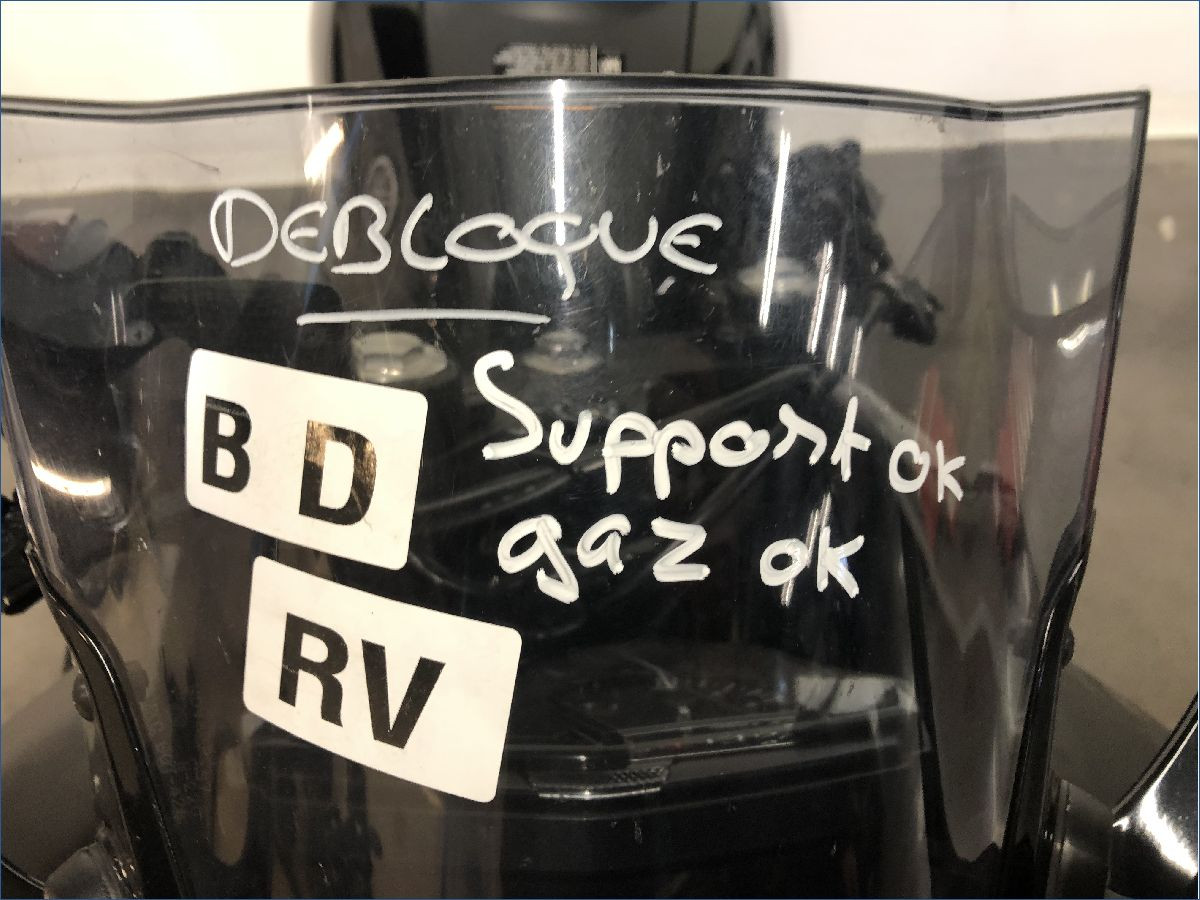 DEBLOQUE
B D
Support ok
gaz ok
RV